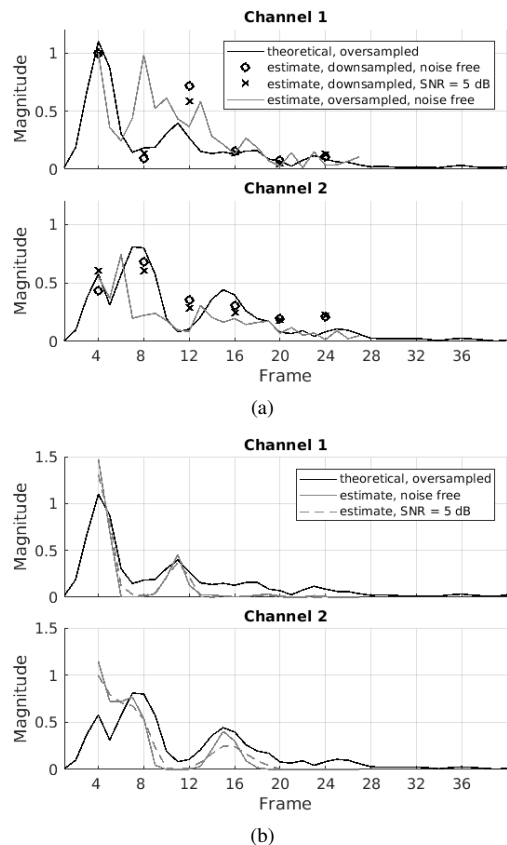 Channel 1
Magnitude
1
0.5
0
theoretical, oversampled
estimate, downsampled, noise free
estimate, downsampled, SNR = 5 dB
estimate, oversampled, noise free
Channel 2
Magnitude
1
0.5
0
4 8 12 16 20 24 28 32 36
Frame
(a)
Channel 1
Magnitude
1.5
1
0.5
0
theoretical, oversampled
estimate, noise free
estimate, SNR = 5 dB
Channel 2
Magnitude
1.5
1
0.5
0
4 8 12 16 20 24 28 32 36
Frame
(b)